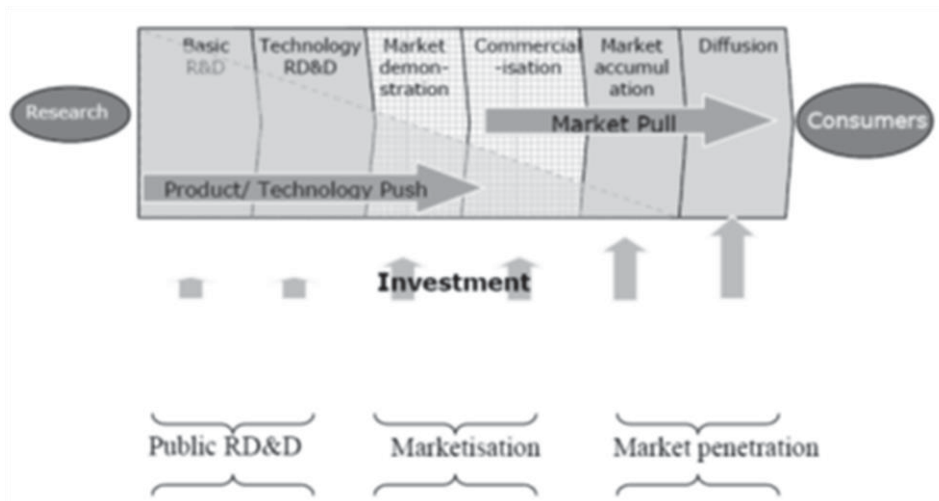 Basic
R&D
Technology
RD&D
Market
demon-
stration
Commercial
-isation
Market
accumul
ation
Diffusion
Research
Market Pull
Consumers
Product/ Technology Push
Investment
Public RD&D
Marketisation
Market penetration